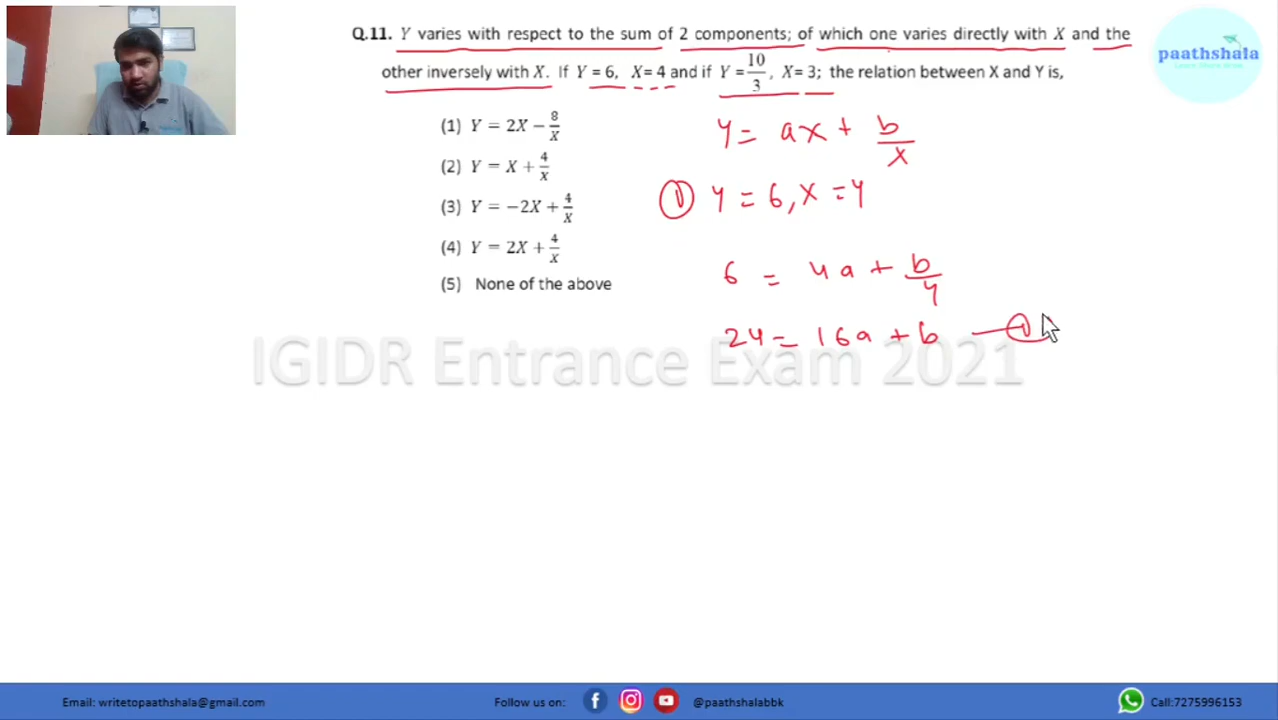 Q.11. Y varies with respect to the sum of 2 components; of which one varies directly with X and the
other inversely with X. If Y = 6, X= 4 and if Y = 10/3, X= 3; the relation between X and Y is,
(1) Y = 2X − 8/X
(2) Y = X + 4/X
(3) Y = −2X + 4/X
(4) Y = 2X + 4/X
(5) None of the above
y = ax + b/x
① y = 6, x = 4
6 = 4a + b/4
24 = 16a + b — ①
IGIDR Entrance Exam 2021
paathshala
Email: writetopaathshala@gmail.com
Follow us on:
@paathshalabbk
Call:7275996153